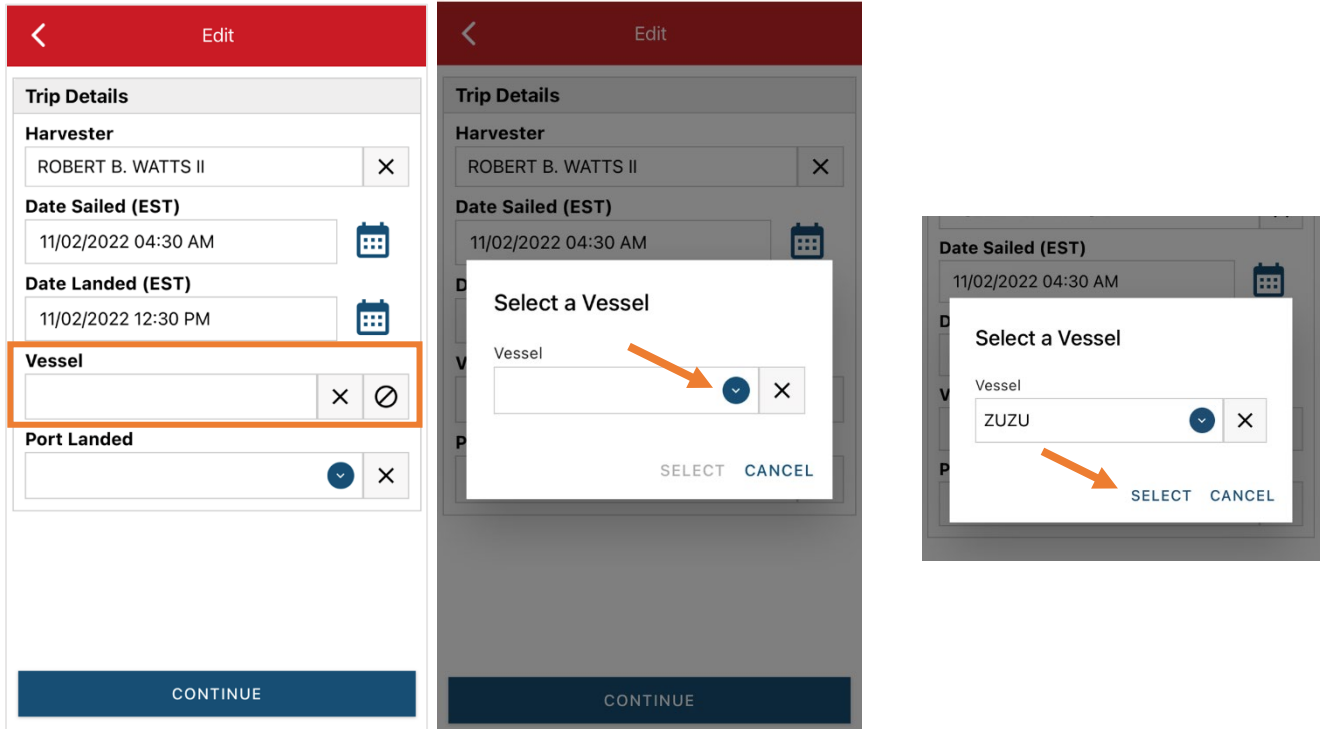 Edit
Trip Details
Harvester
ROBERT B. WATTS II
Date Sailed (EST)
11/02/2022 04:30 AM
Date Landed (EST)
11/02/2022 12:30 PM
Vessel
Port Landed
CONTINUE
Edit
Trip Details
Harvester
ROBERT B. WATTS II
Date Sailed (EST)
11/02/2022 04:30 AM
D
Select a Vessel
V
Vessel
P
SELECT CANCEL
CONTINUE
Date Sailed (EST)
11/02/2022 04:30 AM
D
Select a Vessel
Vessel
V
ZUZU
P
SELECT CANCEL